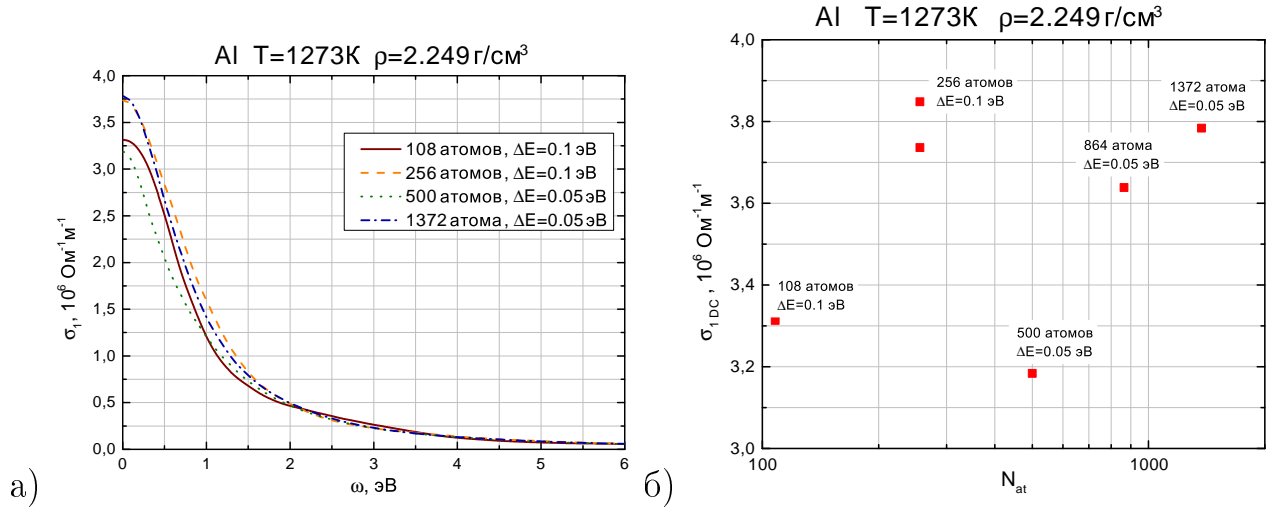 Al T=1273К ρ=2.249 г/см³
4,0
3,5
3,0
2,5
2,0
1,5
1,0
0,5
0,0
σ₁, 10⁶ Ом⁻¹м⁻¹
108 атомов, ΔE=0.1 эВ
256 атомов, ΔE=0.1 эВ
500 атомов, ΔE=0.05 эВ
1372 атома, ΔE=0.05 эВ
0 1 2 3 4 5 6
ω, эВ
а)
Al T=1273К ρ=2.249 г/см³
4,0
3,8
3,6
3,4
3,2
3,0
σ₁ DC, 10⁶ Ом⁻¹м⁻¹
256 атомов
ΔE=0.1 эВ
1372 атома
ΔE=0.05 эВ
864 атома
ΔE=0.05 эВ
108 атомов
ΔE=0.1 эВ
500 атомов
ΔE=0.05 эВ
100 1000
Nat
б)